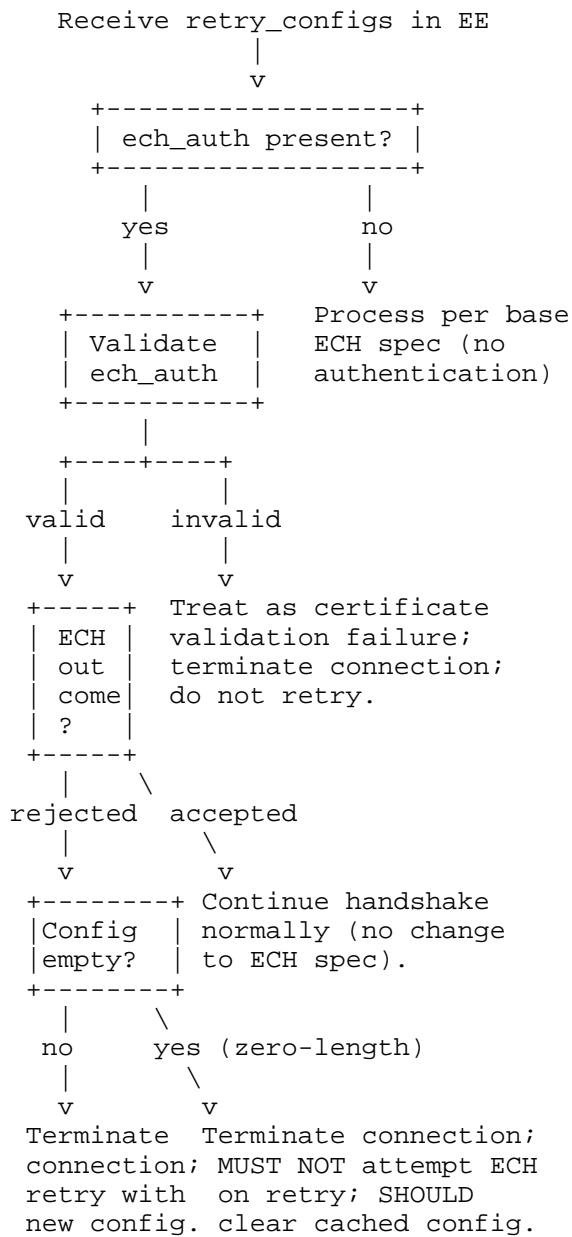 Receive retry_configs in EE
ech_auth present?
yes no
Validate ech_auth
Process per base ECH spec (no authentication)
valid invalid
ECH out come ?
Treat as certificate validation failure; terminate connection; do not retry.
rejected accepted
Config empty?
Continue handshake normally (no change to ECH spec).
no yes (zero-length)
Terminate connection; retry with new config.
Terminate connection; MUST NOT attempt ECH on retry; SHOULD clear cached config.